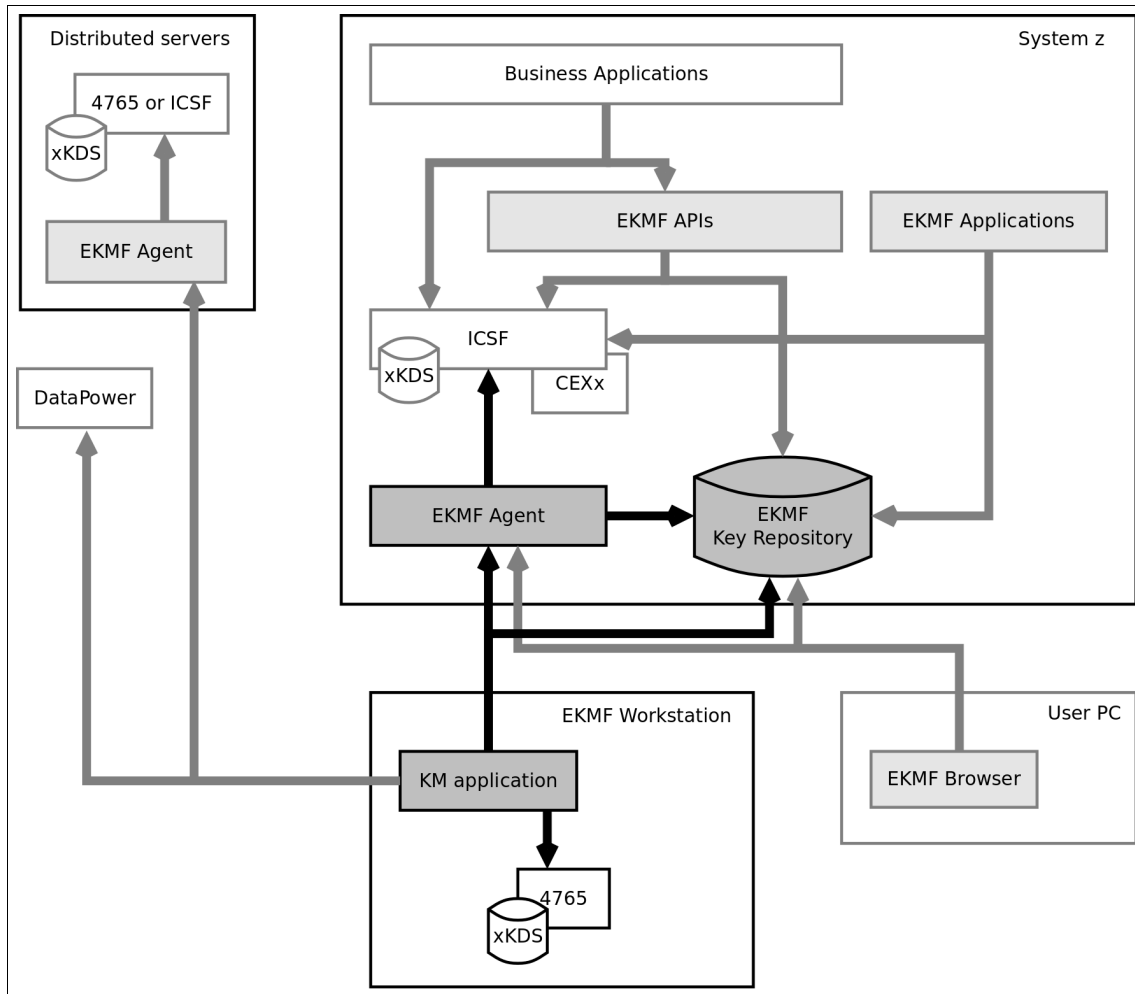 Distributed servers
System z
4765 or ICSF
xKDS
EKMF Agent
Business Applications
EKMF APIs
EKMF Applications
ICSF
xKDS
CEXx
DataPower
EKMF Agent
EKMF
Key Repository
EKMF Workstation
KM application
4765
xKDS
User PC
EKMF Browser